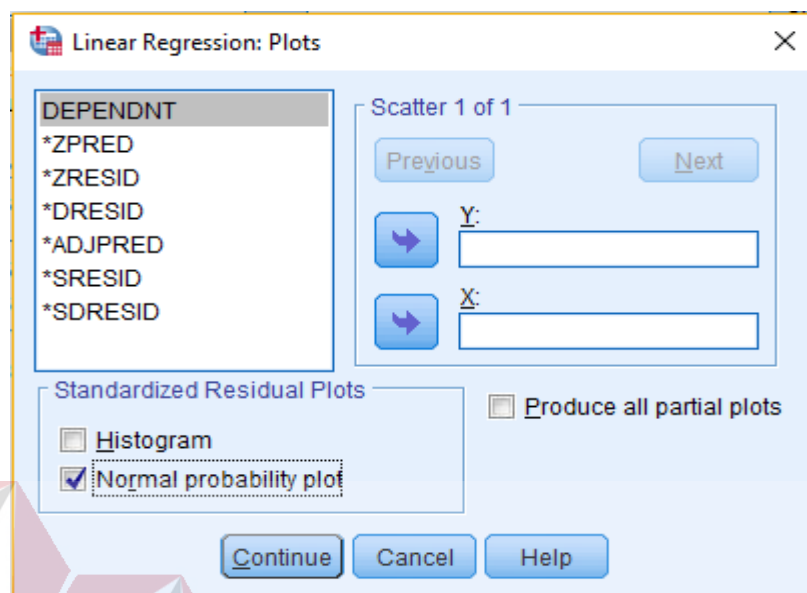 Linear Regression: Plots
DEPENDNT
*ZPRED
*ZRESID
*DRESID
*ADJPRED
*SRESID
*SDRESID
Scatter 1 of 1
Previous
Next
Y:
X:
Standardized Residual Plots
Histogram
Normal probability plot
Produce all partial plots
Continue
Cancel
Help